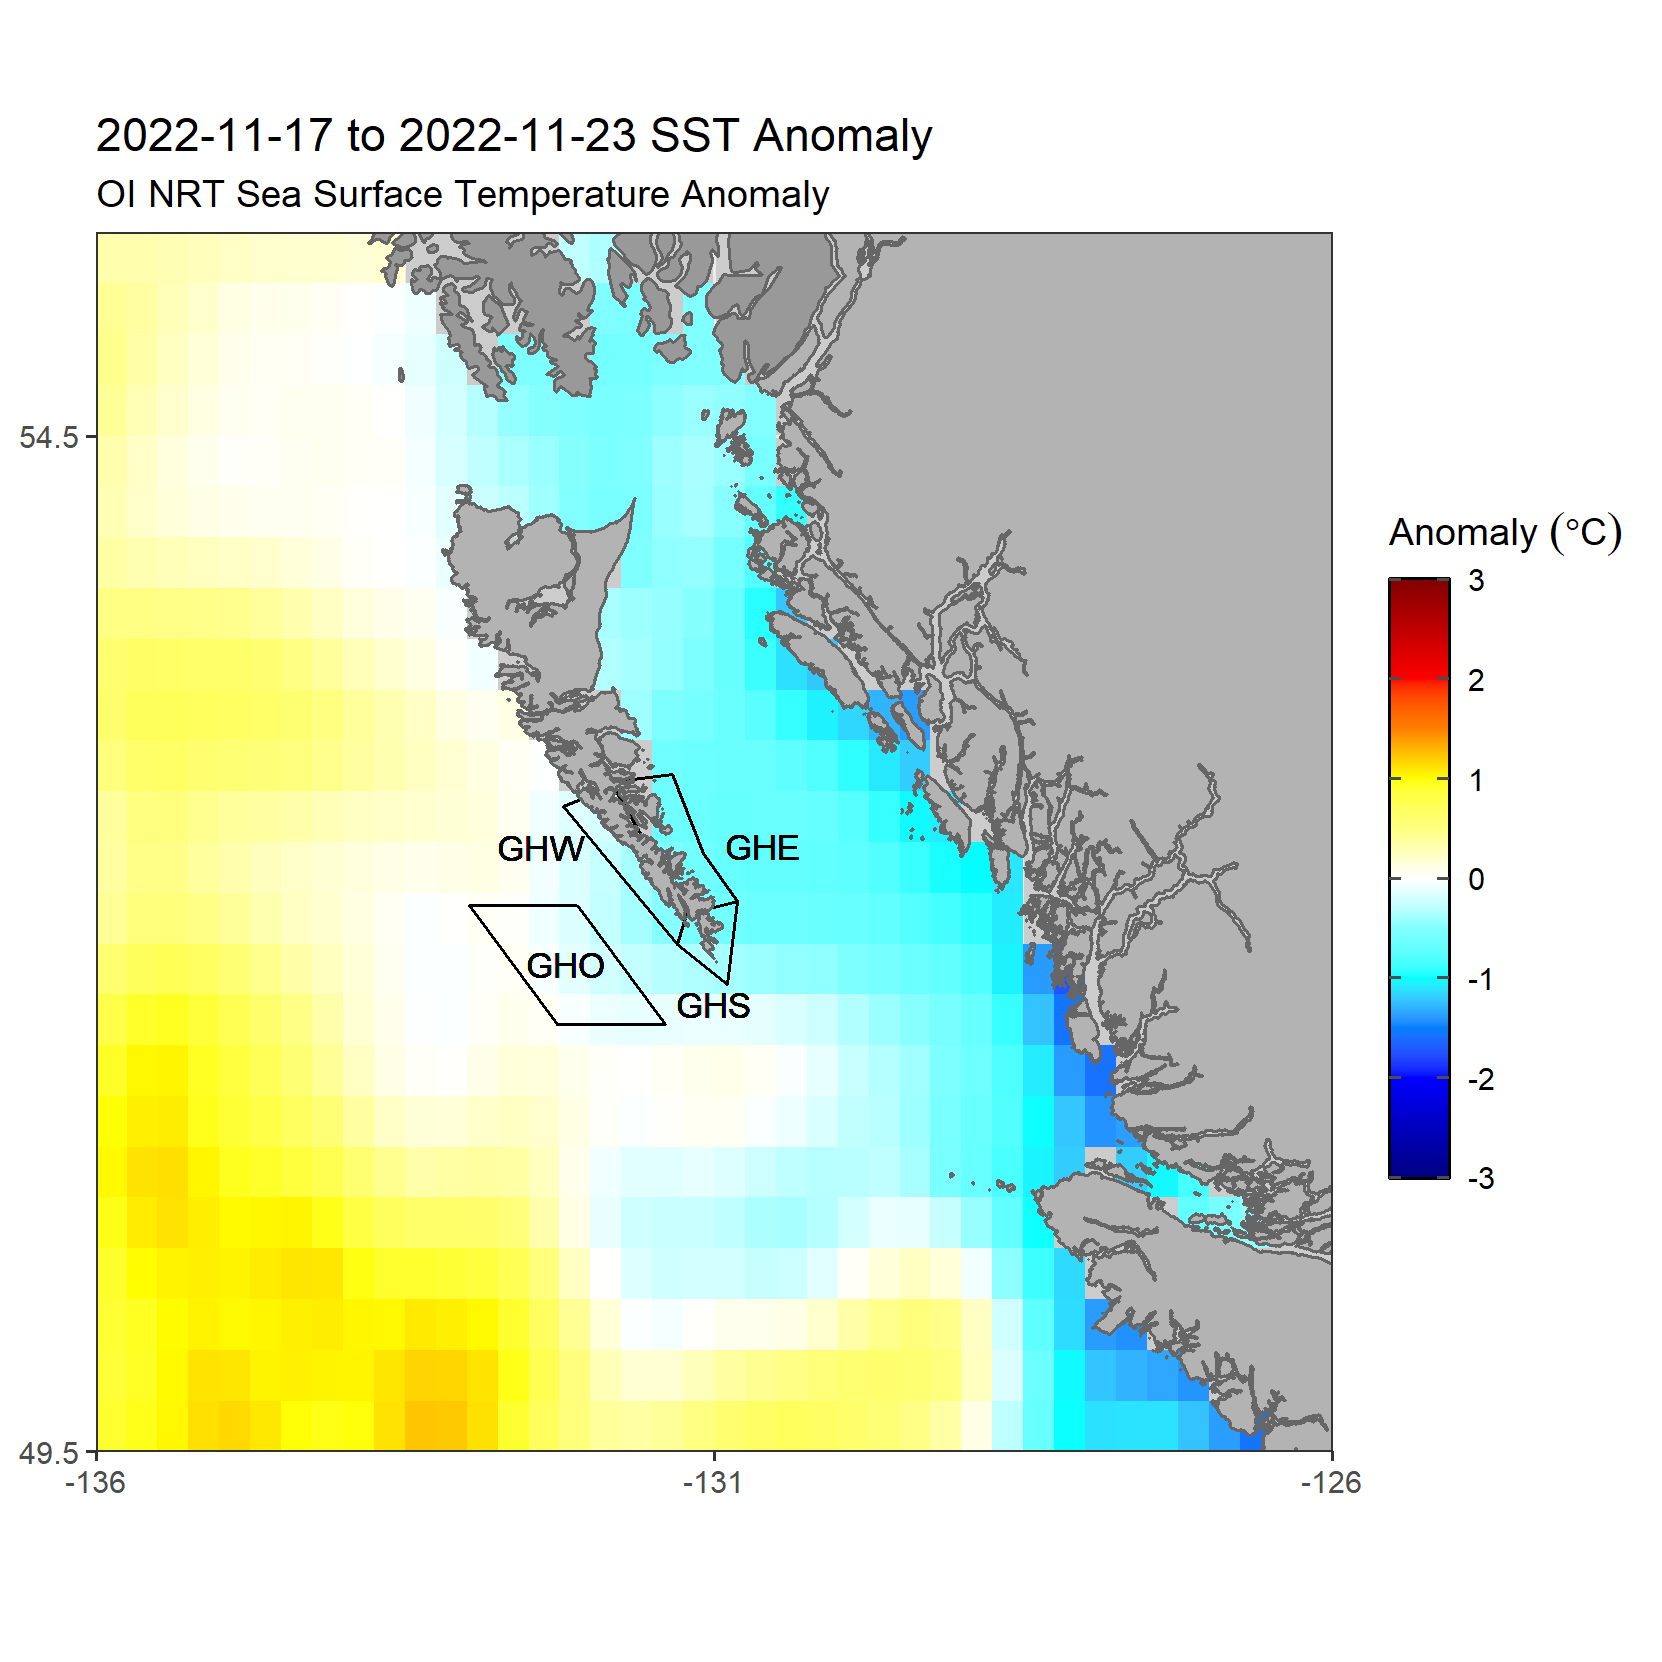 2022-11-17 to 2022-11-23 SST Anomaly
OI NRT Sea Surface Temperature Anomaly
54.5
49.5
-136
-131
-126
GHW
GHE
GHO
GHS
Anomaly (°C)
3
2
1
0
-1
-2
-3